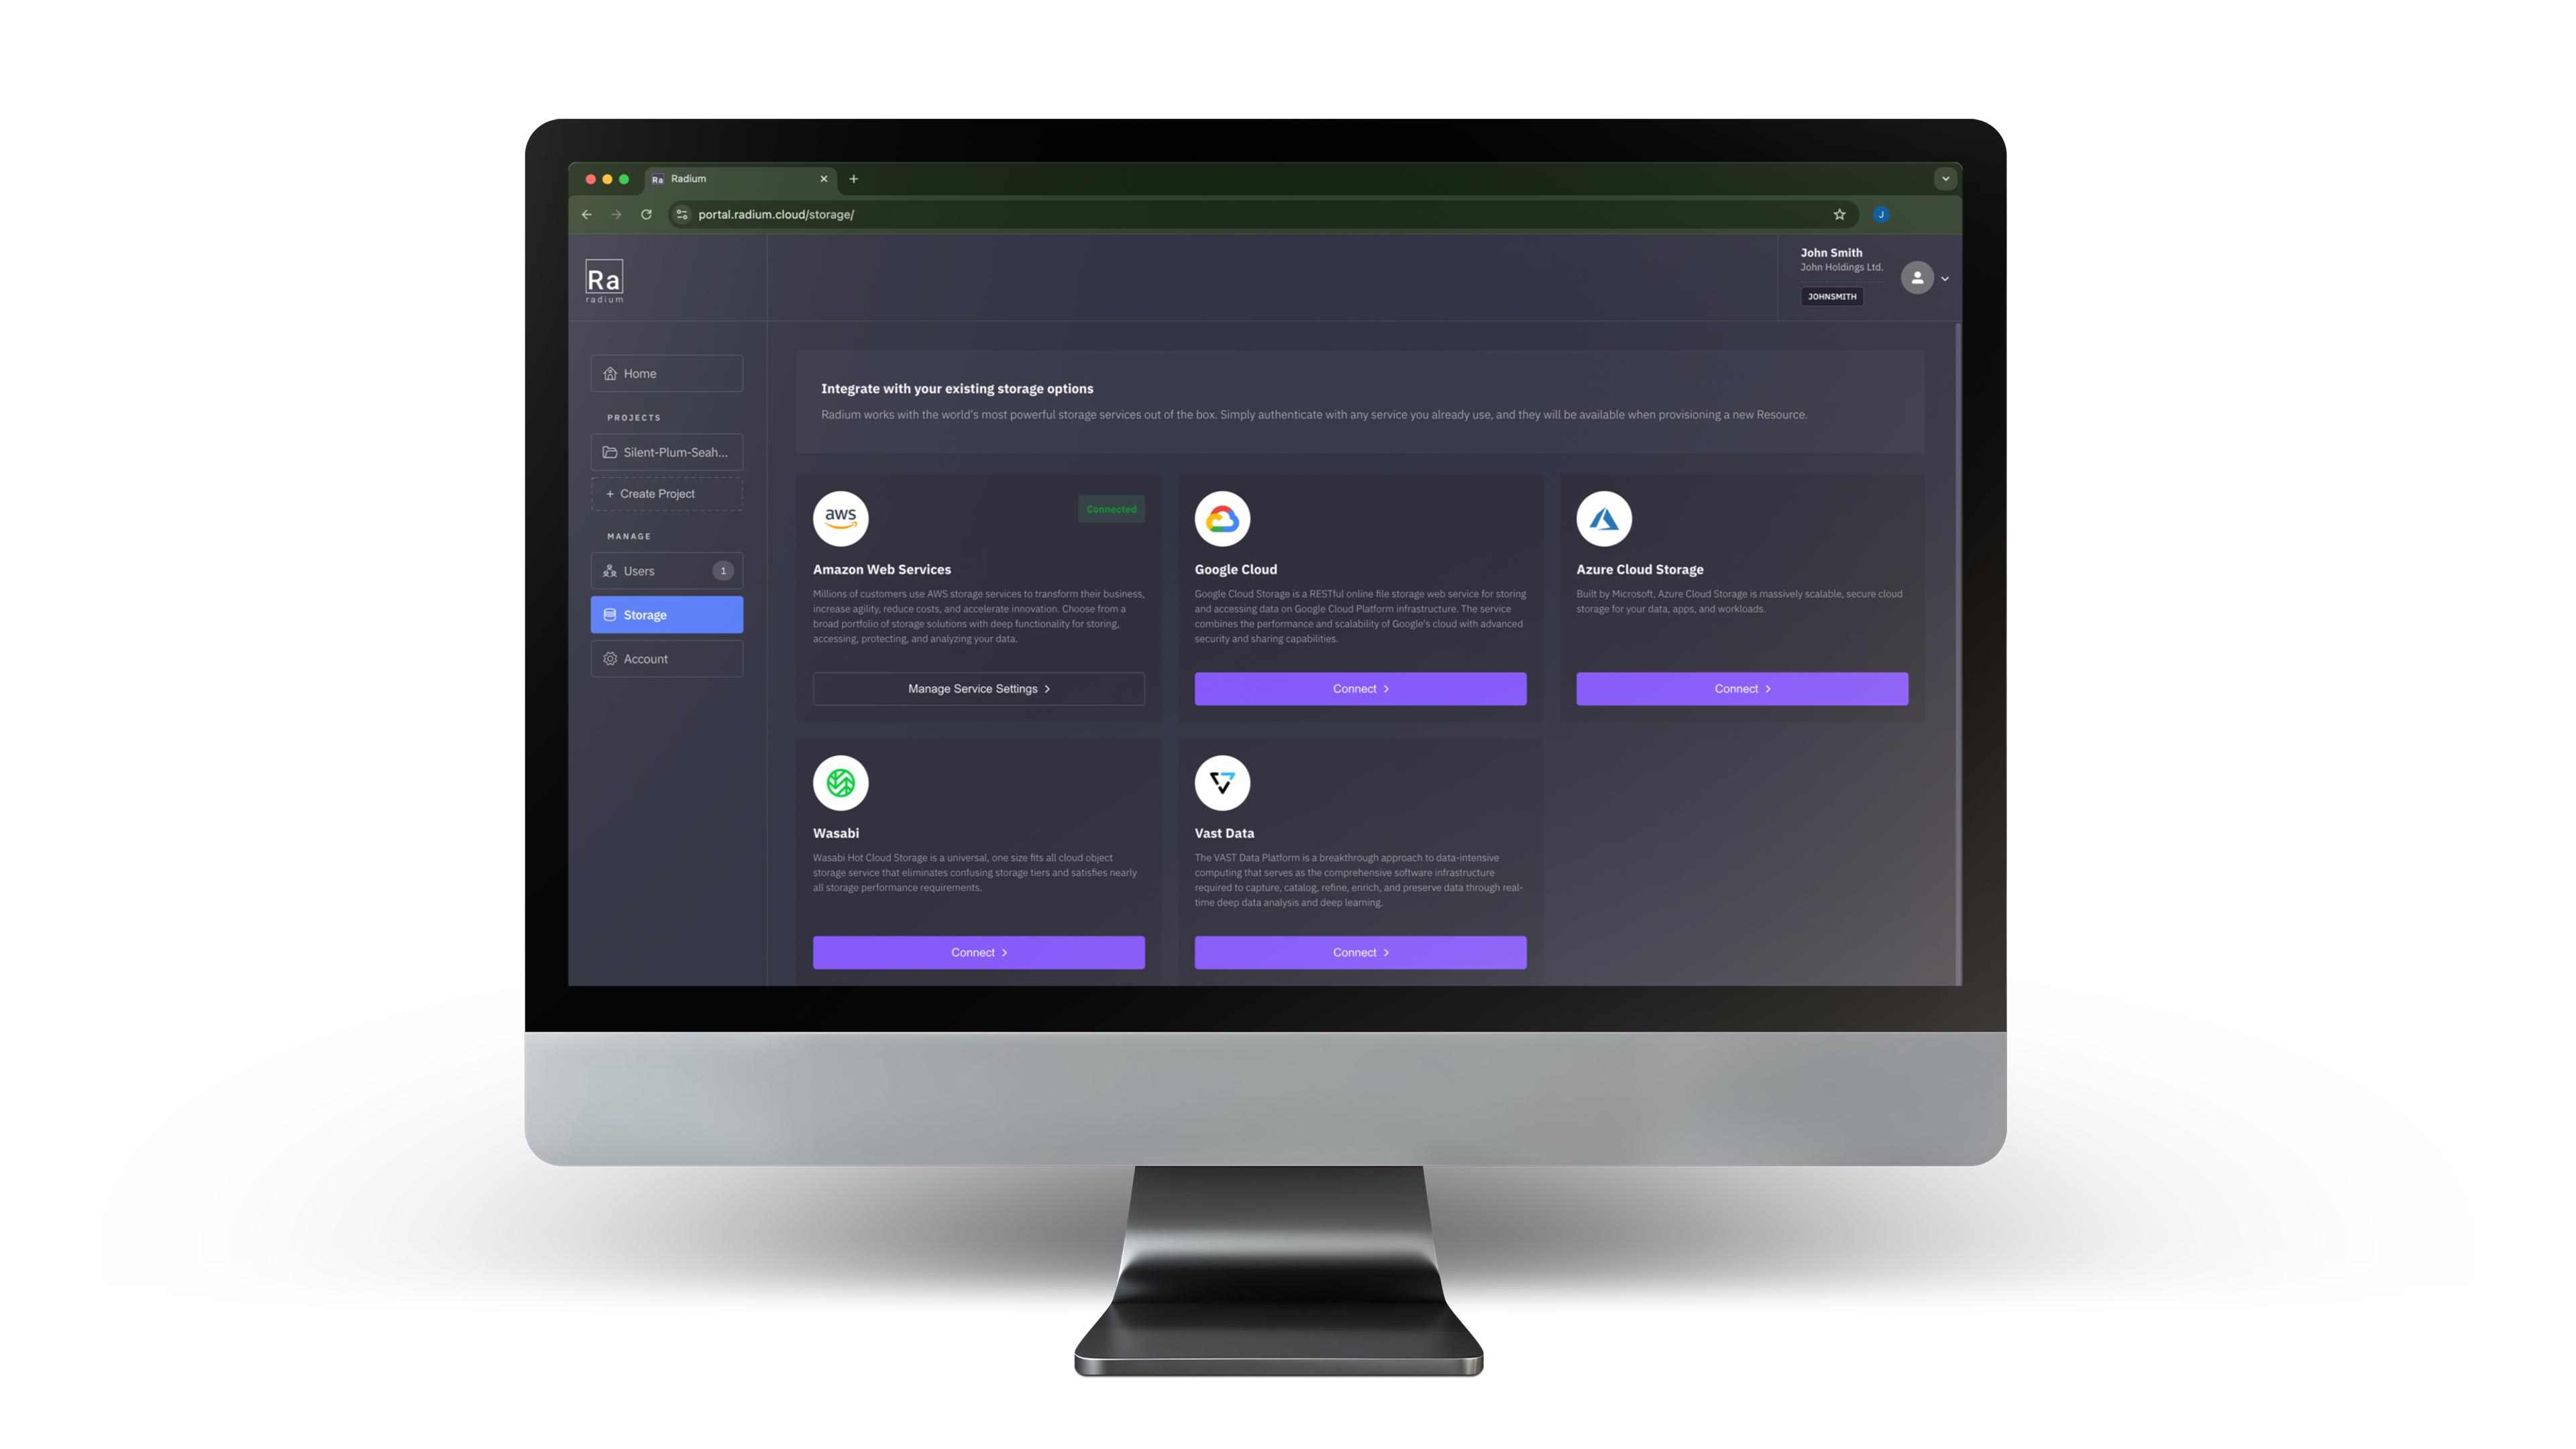 Ra Radium
portal.radium.cloud/storage/
J
Ra
radium
John Smith
John Holdings Ltd.
JOHNSMITH
Home
PROJECTS
Silent-Plum-Seah...
+ Create Project
MANAGE
Users 1
Storage
Account
Integrate with your existing storage options
Radium works with the world's most powerful storage services out of the box. Simply authenticate with any service you already use, and they will be available when provisioning a new Resource.
aws
Connected
Amazon Web Services
Millions of customers use AWS storage services to transform their business,
increase agility, reduce costs, and accelerate innovation. Choose from a
broad portfolio of storage solutions with deep functionality for storing,
accessing, protecting, and analyzing your data.
Manage Service Settings
Google Cloud
Google Cloud Storage is a RESTful online file storage web service for storing
and accessing data on Google Cloud Platform infrastructure. The service
combines the performance and scalability of Google's cloud with advanced
security and sharing capabilities.
Connect
Azure Cloud Storage
Built by Microsoft, Azure Cloud Storage is massively scalable, secure cloud
storage for your data, apps, and workloads.
Connect
Wasabi
Wasabi Hot Cloud Storage is a universal, one size fits all cloud object
storage service that eliminates confusing storage tiers and satisfies nearly
all storage performance requirements.
Connect
Vast Data
The VAST Data Platform is a breakthrough approach to data-intensive
computing that serves as the comprehensive software infrastructure
required to capture, catalog, refine, enrich, and preserve data through real-
time deep data analysis and deep learning.
Connect